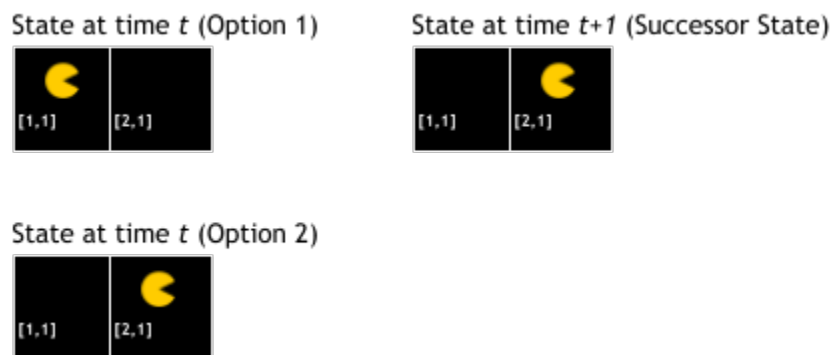 State at time t (Option 1)
State at time t+1 (Successor State)
[1,1] [2,1]
[1,1] [2,1]
State at time t (Option 2)
[1,1] [2,1]